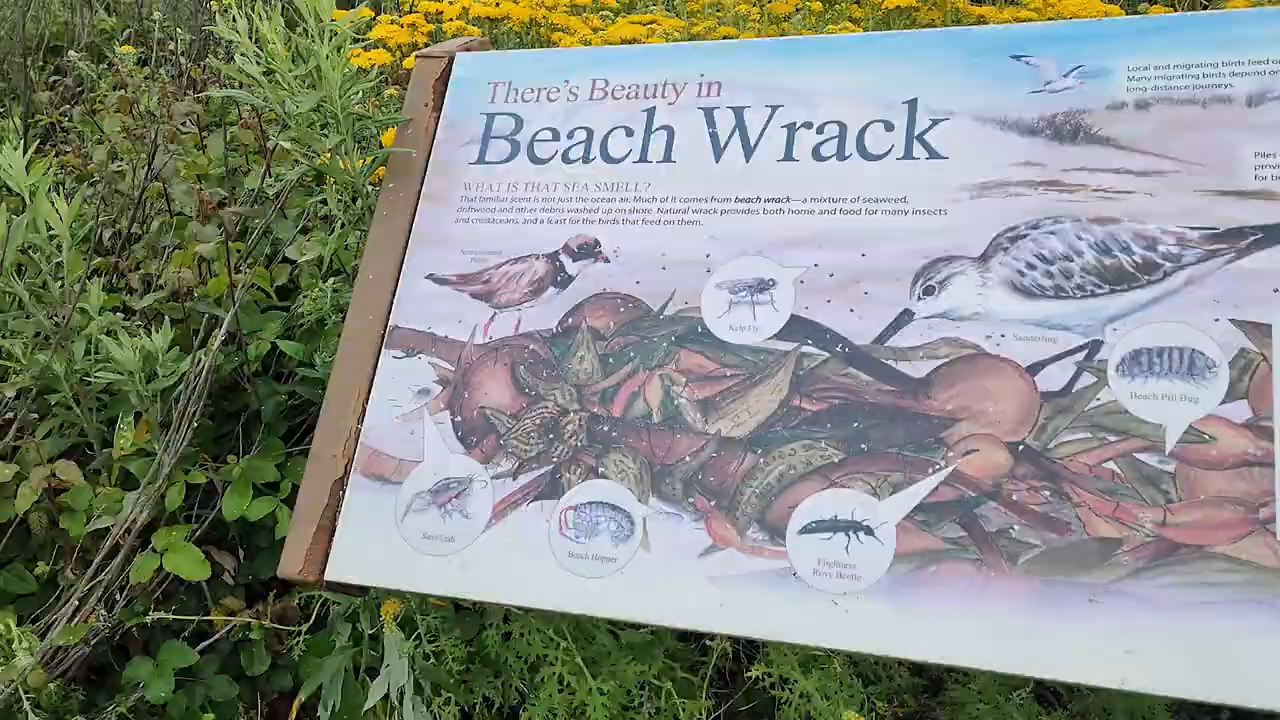 There's Beauty in
Beach Wrack
WHAT IS THAT SEA SMELL?
That familiar scent is not just the ocean air. Much of it comes from beach wrack—a mixture of seaweed,
driftwood and other debris washed up on shore. Natural wrack provides both home and food for many insects
and crustaceans, and a feast for the birds that feed on them.
Local and migrating birds feed
Many migrating birds depend
long-distance journeys.
Piles
for
Semipalmated
Plover
Kelp Fly
Sanderling
Beach Pill Bug
Sand Crab
Beach Hopper
Flightless
Rove Beetle